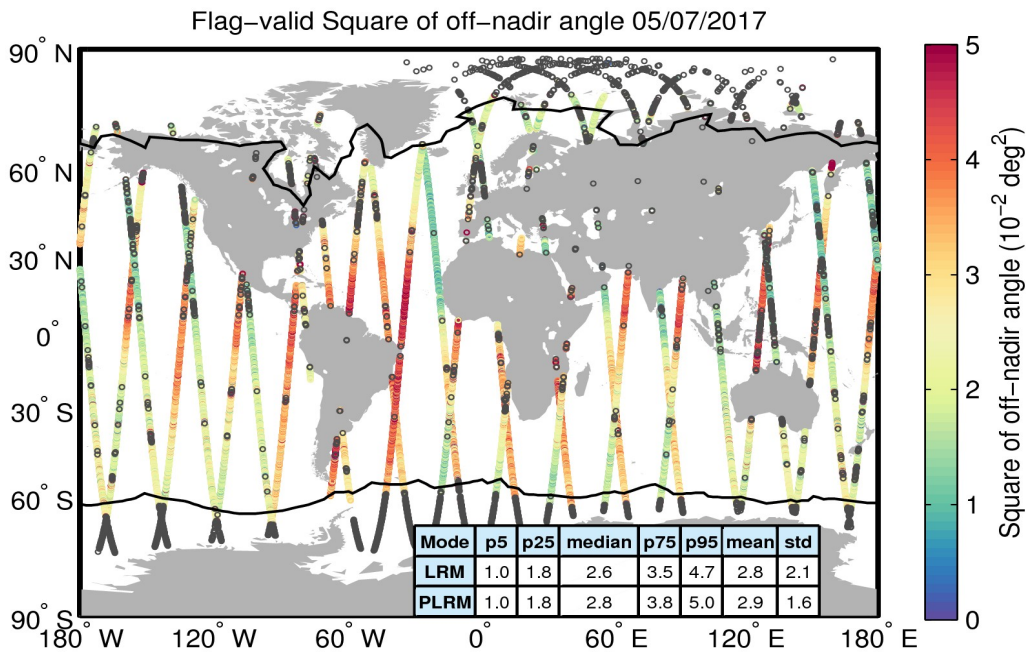 Flag−valid Square of off−nadir angle 05/07/2017
90° N
60° N
30° N
0°
30° S
60° S
90° S
180° W
120° W
60° W
0°
60° E
120° E
180° E
Mode p5 p25 median p75 p95 mean std
LRM 1.0 1.8 2.6 3.5 4.7 2.8 2.1
PLRM 1.0 1.8 2.8 3.8 5.0 2.9 1.6
5
4
3
2
1
0
Square of off−nadir angle (10⁻² deg²)